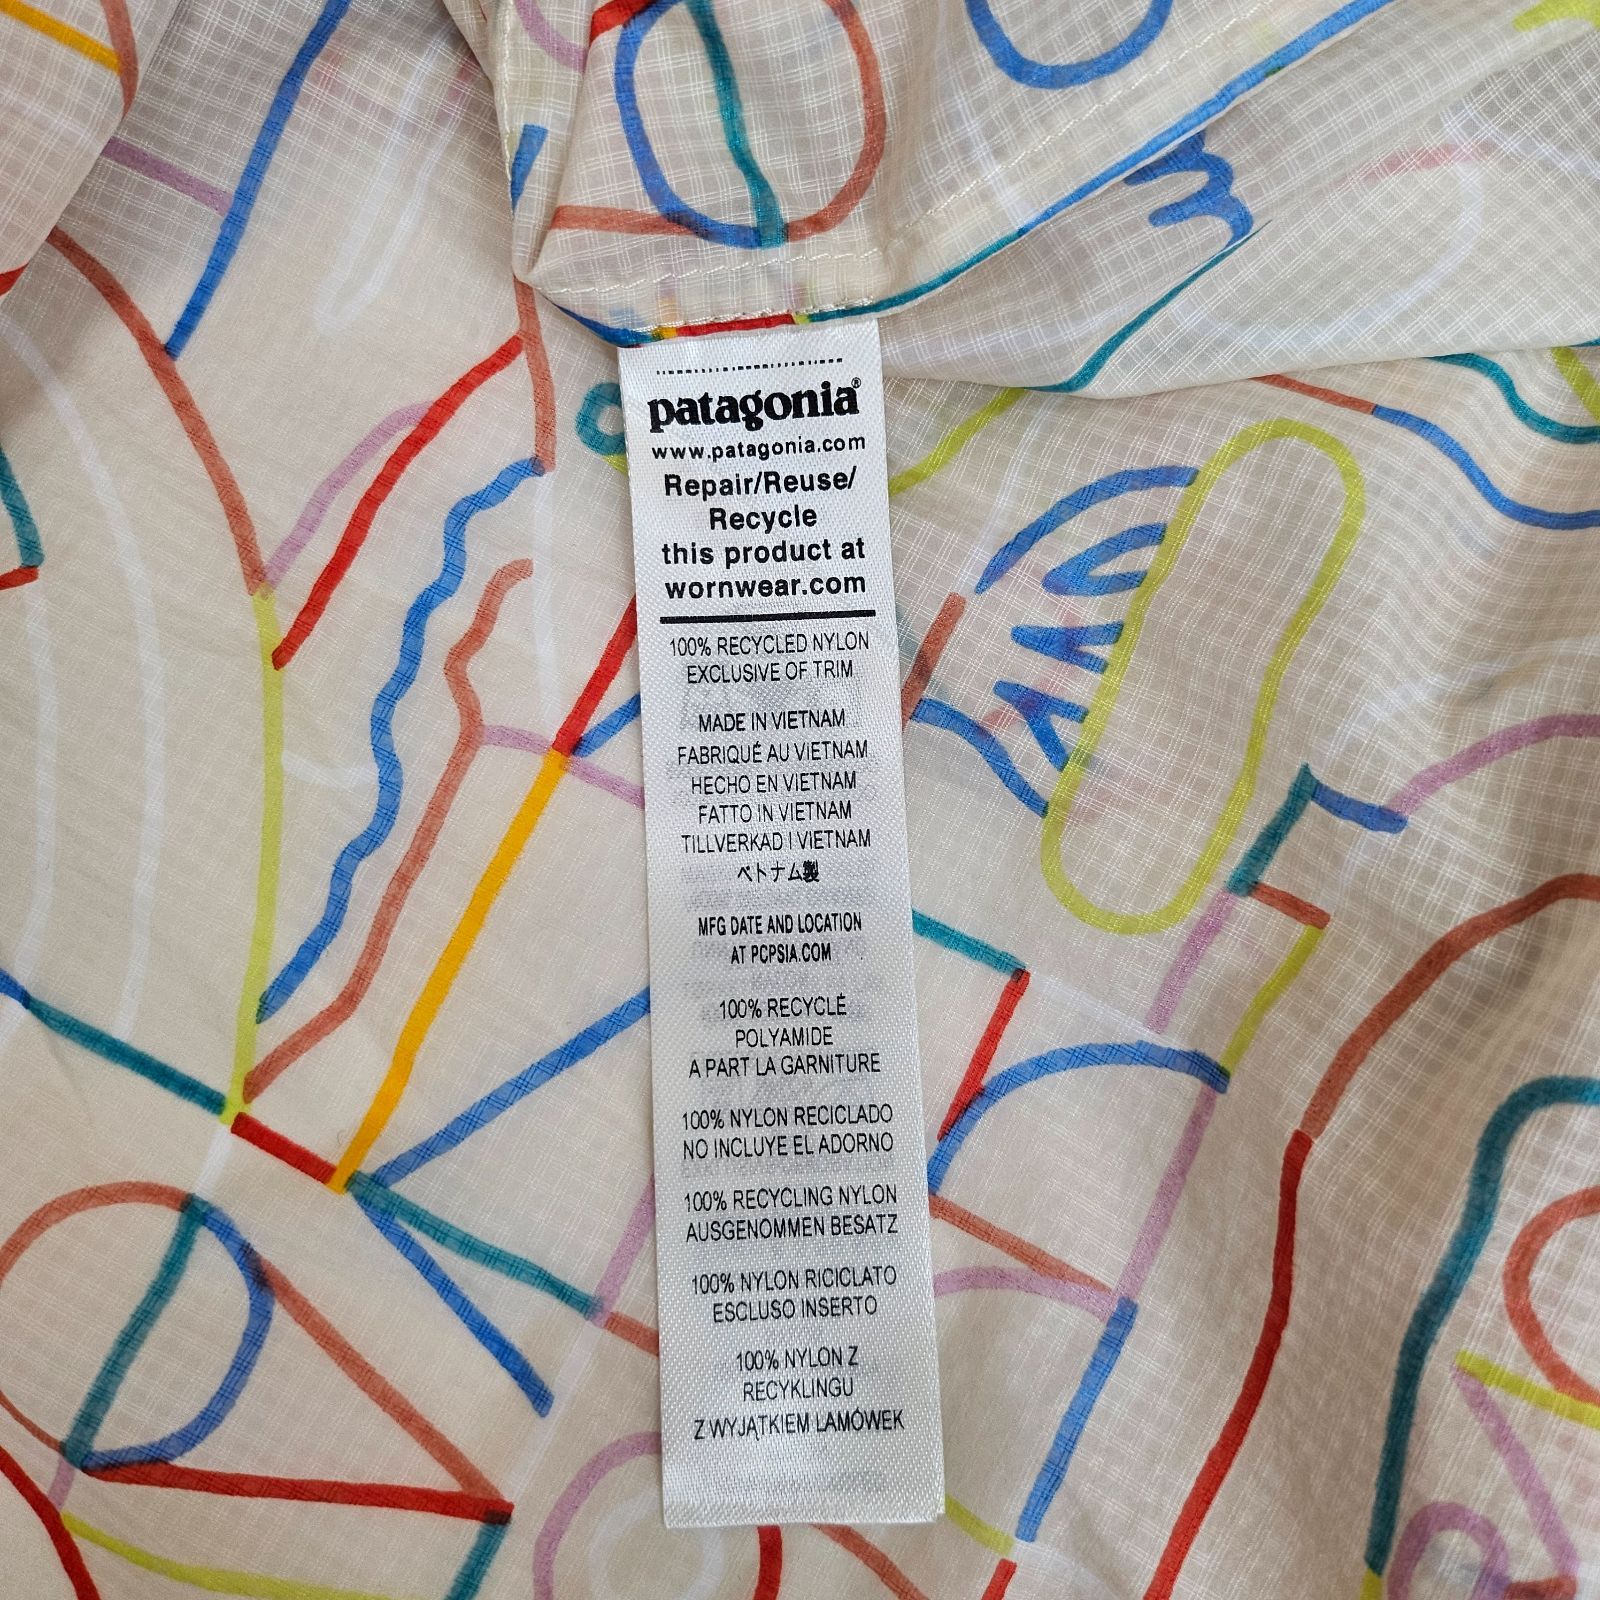 patagonia®
www.patagonia.com
Repair/Reuse/
Recycle
this product at
wornwear.com
100% RECYCLED NYLON
EXCLUSIVE OF TRIM
MADE IN VIETNAM
FABRIQUÉ AU VIETNAM
HECHO EN VIETNAM
FATTO IN VIETNAM
TILLVERKAD I VIETNAM
ベトナム製
MFG DATE AND LOCATION
AT PCPSIA.COM
100% RECYCLÉ
POLYAMIDE
A PART LA GARNITURE
100% NYLON RECICLADO
NO INCLUYE EL ADORNO
100% RECYCLING NYLON
AUSGENOMMEN BESATZ
100% NYLON RICICLATO
ESCLUSO INSERTO
100% NYLON Z
RECYKLINGU
Z WYJĄTKIEM LAMÓWEK